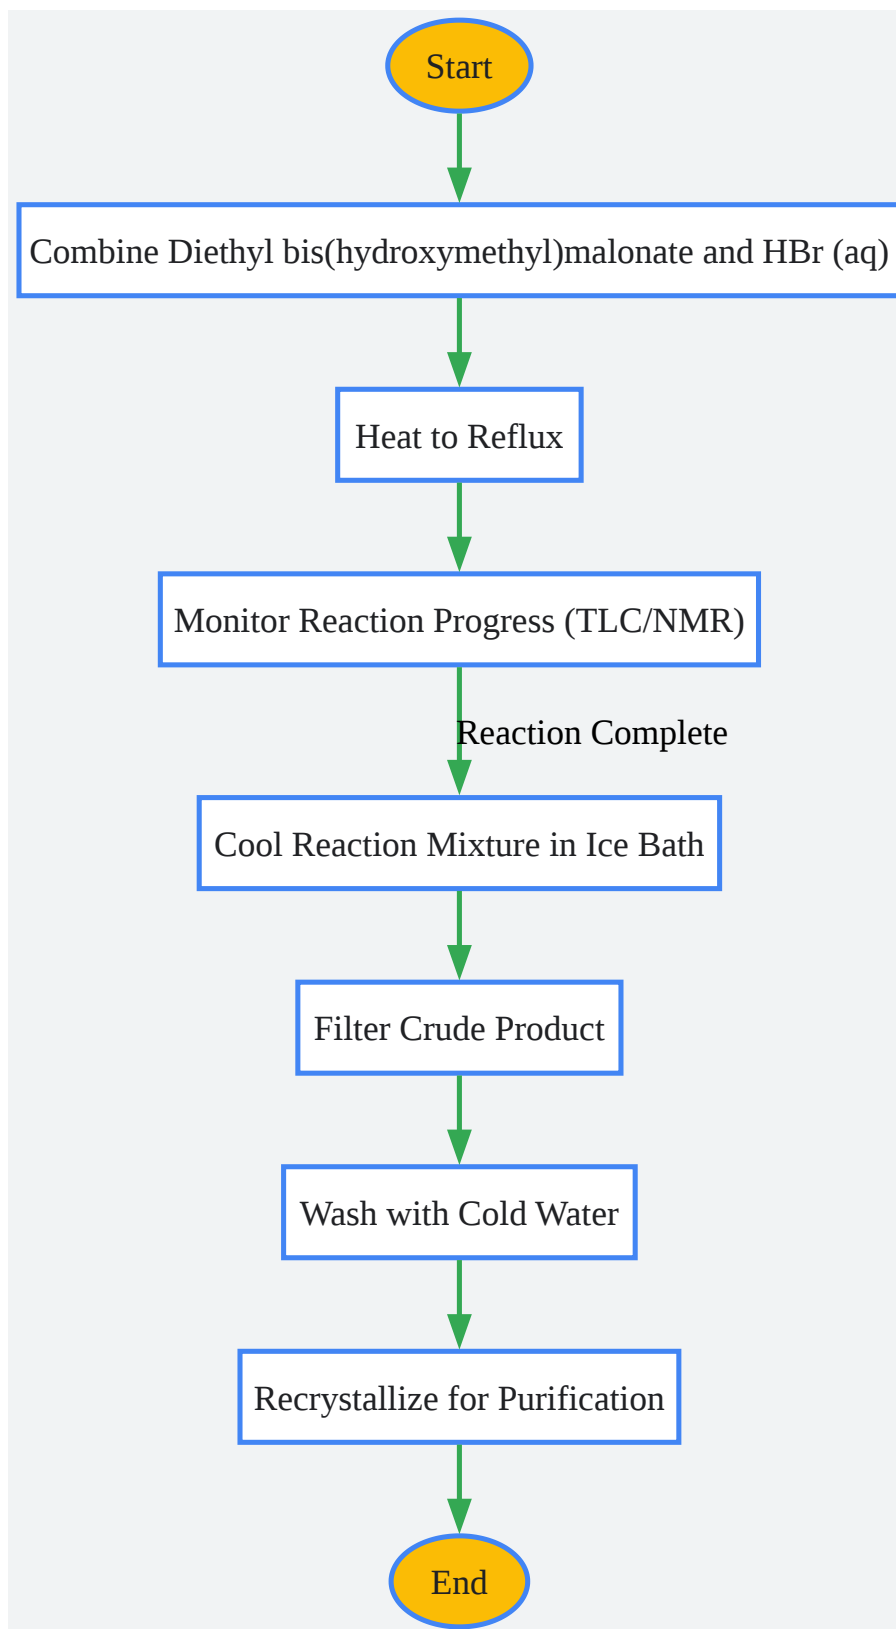 Start
Combine Diethyl bis(hydroxymethyl)malonate and HBr (aq)
Heat to Reflux
Monitor Reaction Progress (TLC/NMR)
Reaction Complete
Cool Reaction Mixture in Ice Bath
Filter Crude Product
Wash with Cold Water
Recrystallize for Purification
End